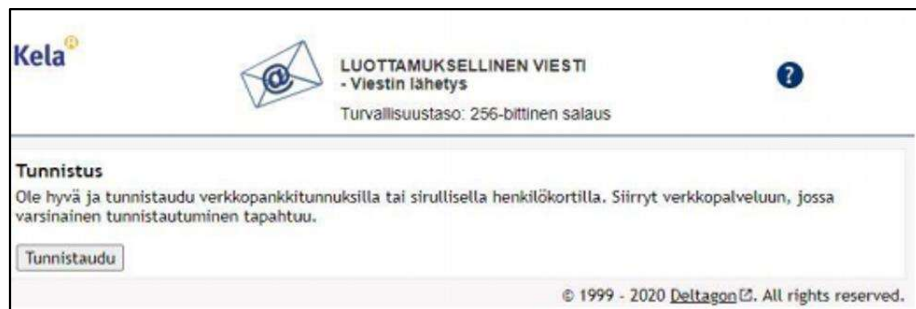 Kela
LUOTTAMUKSELLINEN VIESTI
- Viestin lähetys
Turvallisuustaso: 256-bittinen salaus
?
Tunnistus
Ole hyvä ja tunnistaudu verkkopankkitunnuksilla tai sirullisella henkilökortilla. Siirryt verkkopalveluun, jossa
varsinainen tunnistautuminen tapahtuu.
Tunnistaudu
© 1999 - 2020 Deltagon. All rights reserved.